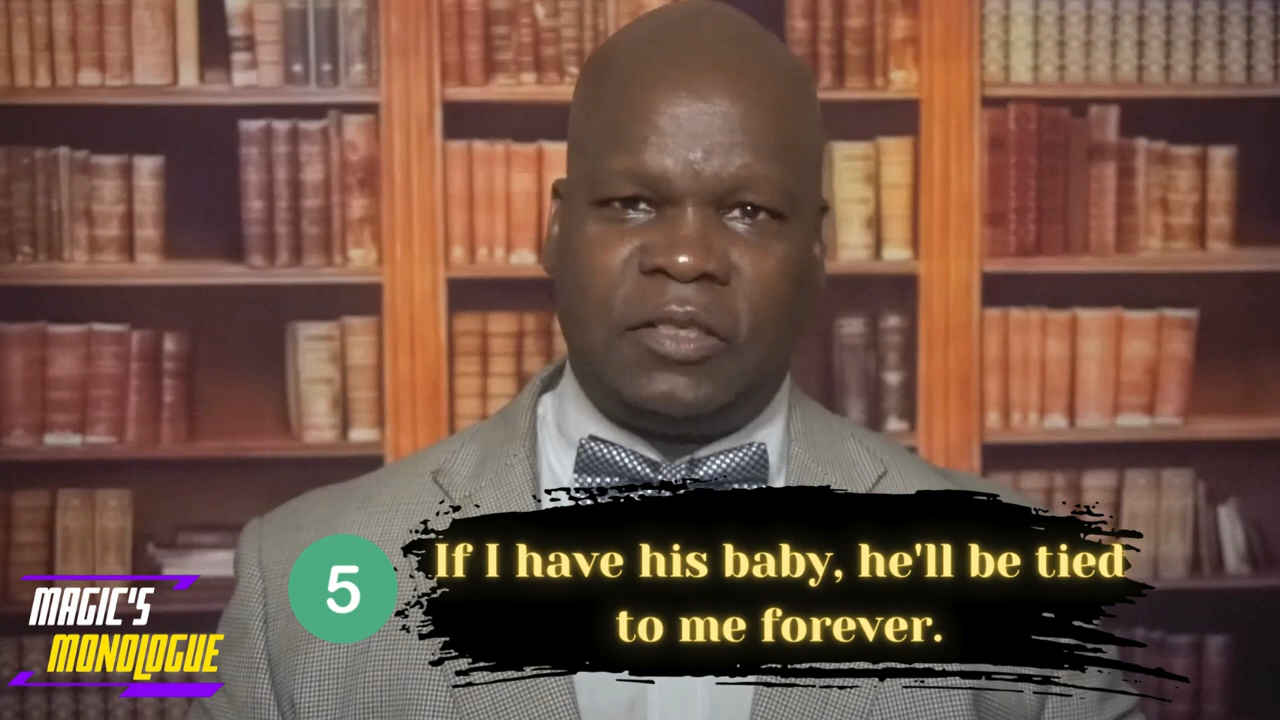 5
If I have his baby, he'll be tied
to me forever.
MAGIC'S
MONOLOGUE